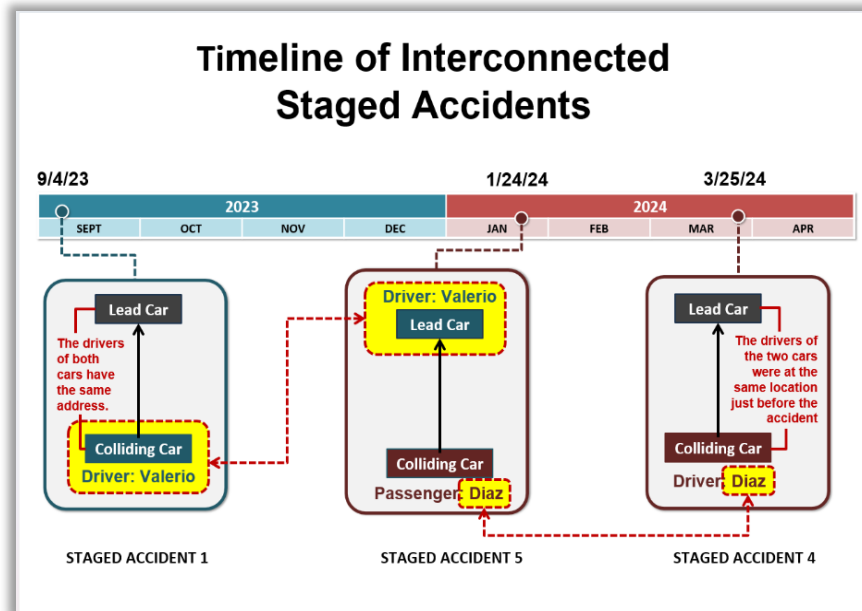 Timeline of Interconnected
Staged Accidents
9/4/23
1/24/24
3/25/24
2023
2024
SEPT
OCT
NOV
DEC
JAN
FEB
MAR
APR
Lead Car
The drivers
of both
cars have
the same
address.
Colliding Car
Driver: Valerio
Driver: Valerio
Lead Car
Colliding Car
Passenger: Diaz
Lead Car
The drivers of
the two cars
were at the
same location
just before the
accident
Colliding Car
Driver: Diaz
STAGED ACCIDENT 1
STAGED ACCIDENT 5
STAGED ACCIDENT 4